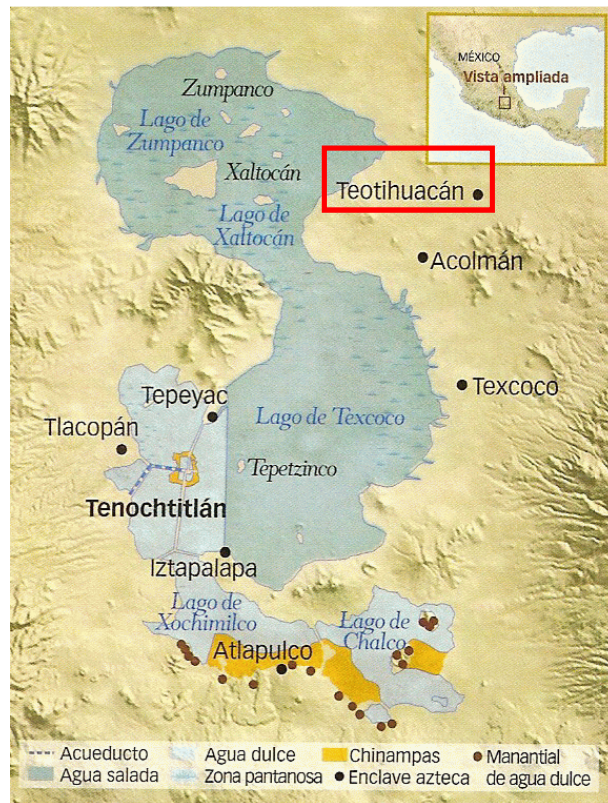 MÉXICO
Vista ampliada
Zumpanco
Lago de
Zumpanco
Xaltocán
Teotihuacán
Lago de
Xaltocán
Acolmán
Texcoco
Tepeyac
Lago de Texcoco
Tlacopán
Tepetzinco
Tenochtitlán
Iztapalapa
Lago de
Xochimilco
Lago de
Chalco
Atlapulco
Acueducto
Agua dulce
Chinampas
Manantial
de agua dulce
Agua salada
Zona pantanosa
Enclave azteca